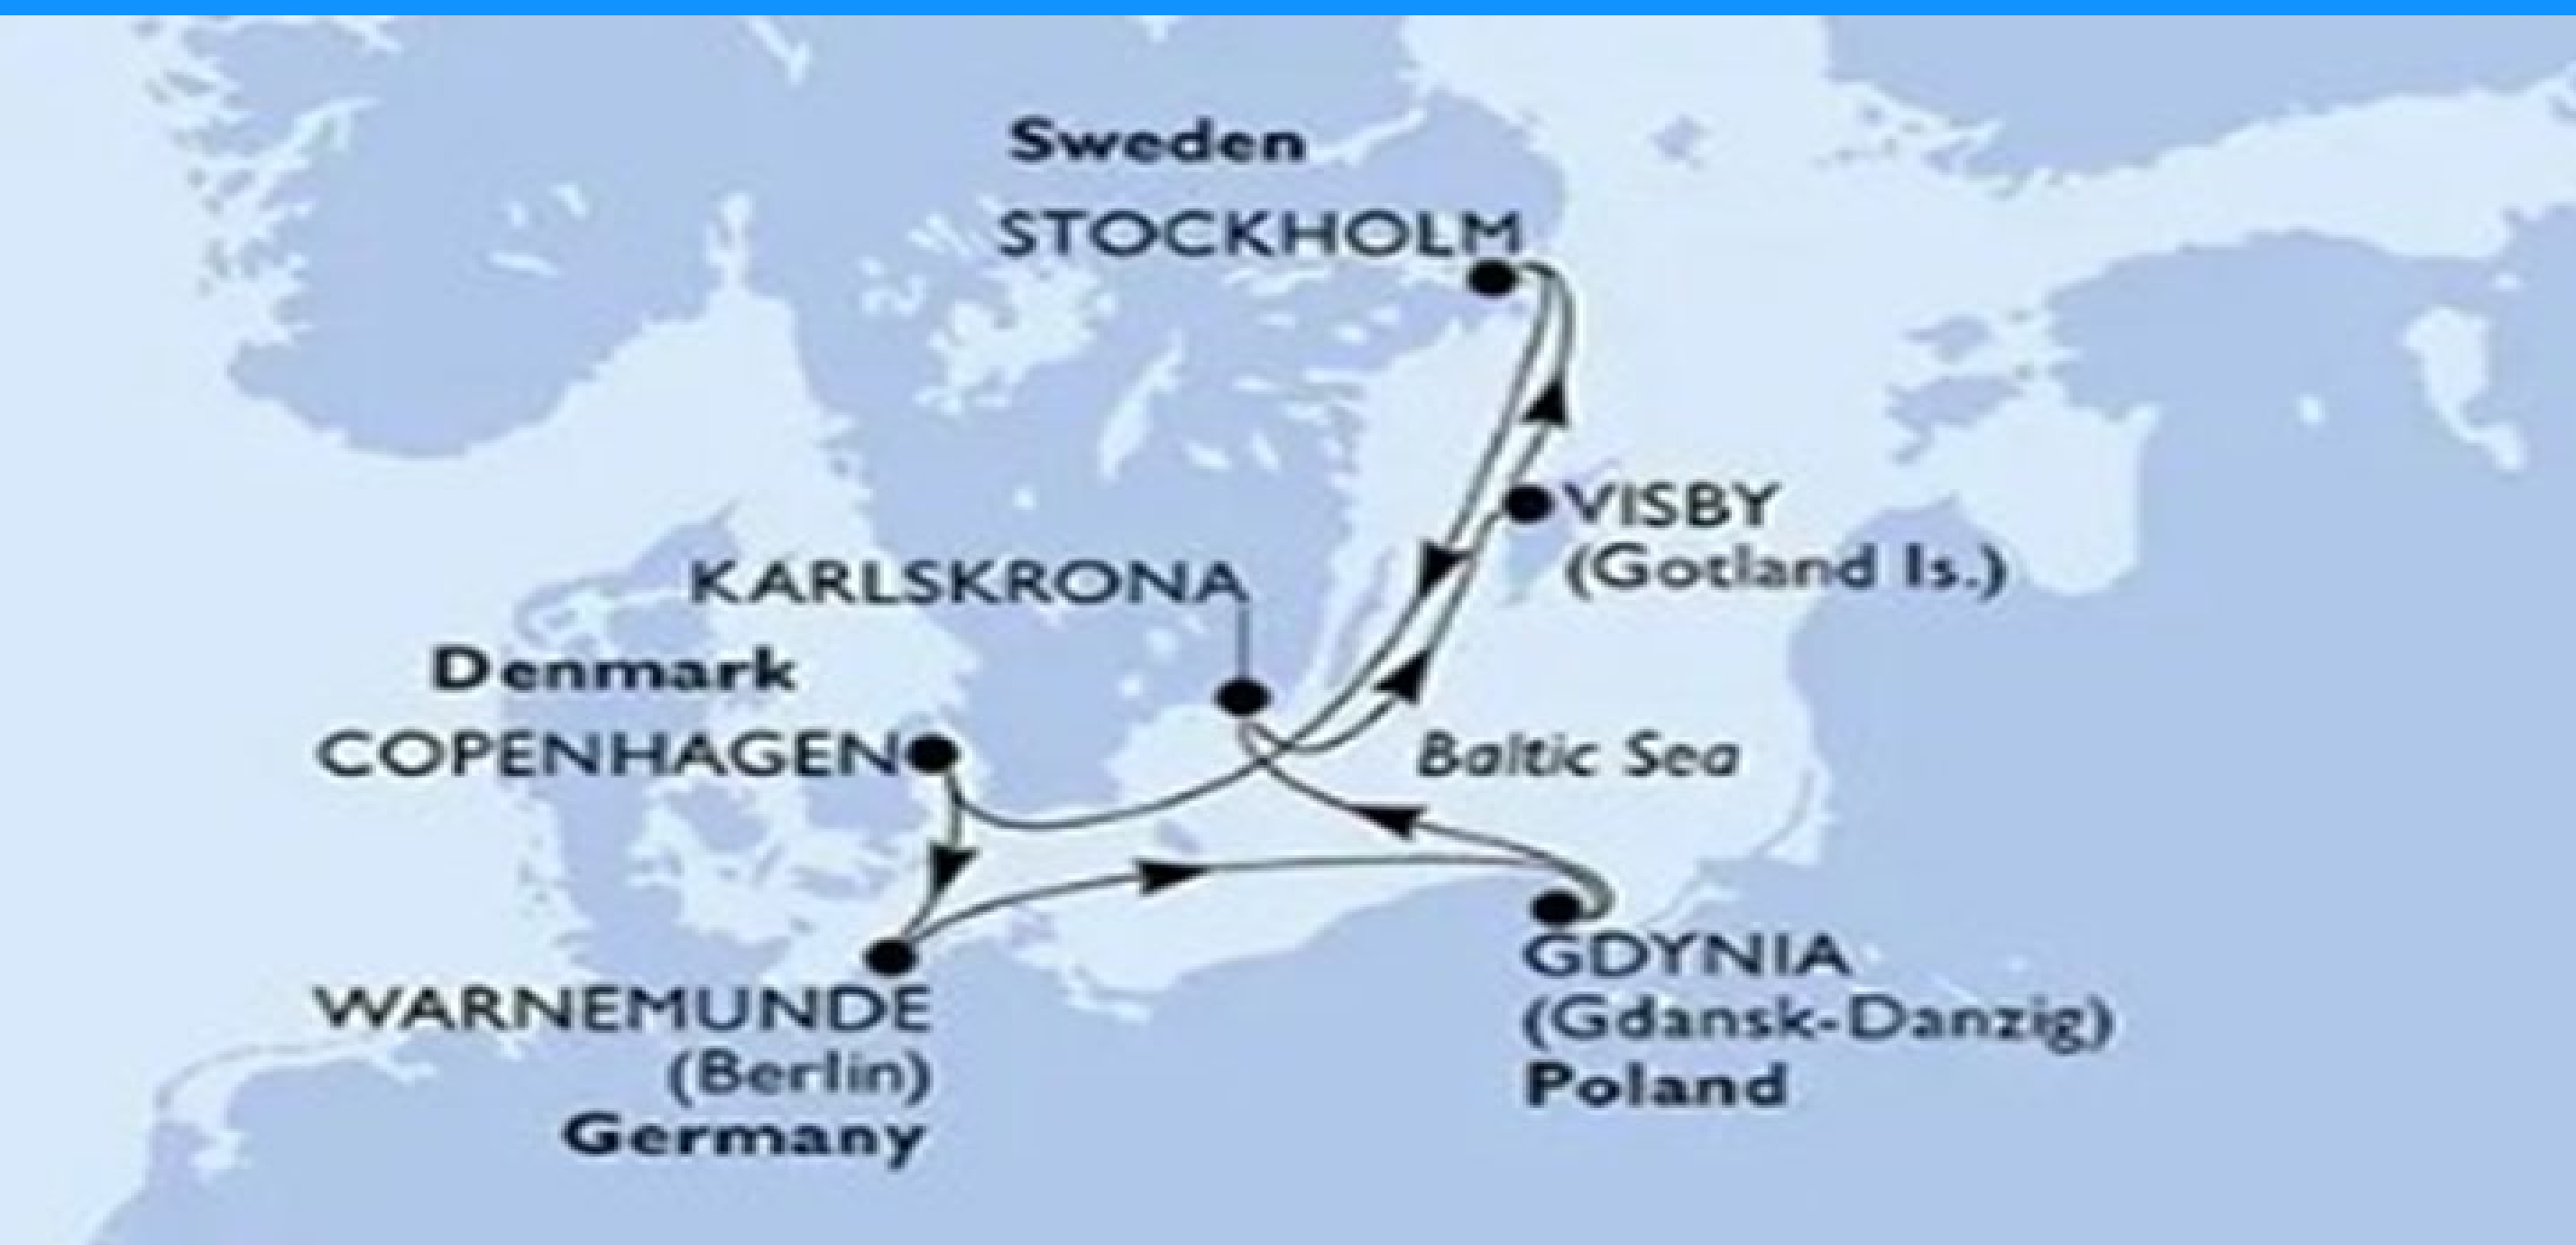 Sweden
STOCKHOLM
VISBY
(Gotland Is.)
KARLSKRONA
Denmark
COPENHAGEN
Baltic Sea
WARNEMUNDE
(Berlin)
Germany
GDYNIA
(Gdansk-Danzig)
Poland